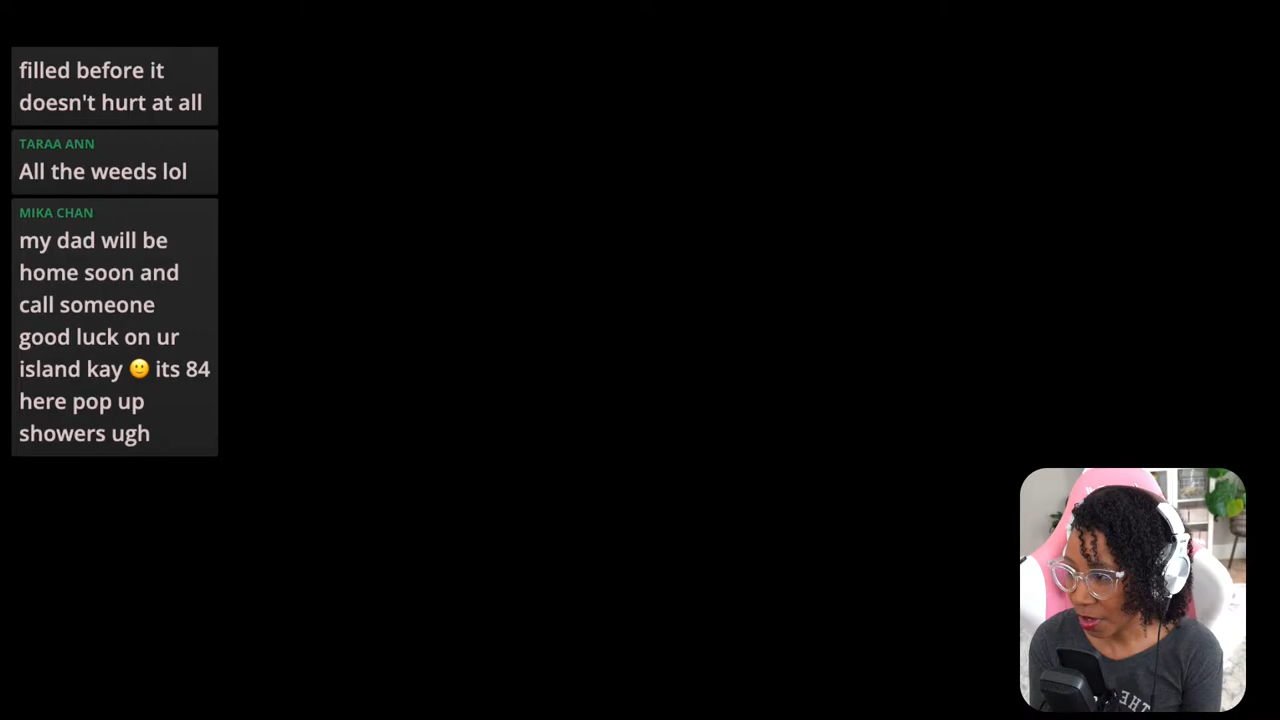 filled before it
doesn't hurt at all
TARAA ANN
All the weeds lol
MIKA CHAN
my dad will be
home soon and
call someone
good luck on ur
island kay 🙂 its 84
here pop up
showers ugh